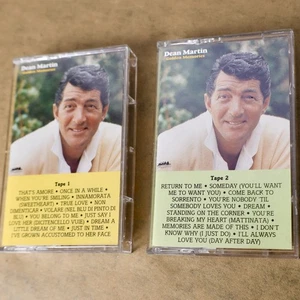 Dean Martin
Tape 1
THAT'S AMORE • ONCE IN A WHILE •
WHEN YOU'RE SMILING • INNAMORATA
(SWEETHEART) • TRUE LOVE • NON
DIMENTICAR • VOLARE (NEL BLU DI PINTO DI
BLU) • YOU BELONG TO ME • JUST SAY I
LOVE HER (DICITENCELLO VUIE) • DREAM A
LITTLE DREAM OF ME • JUST IN TIME •
I'VE GROWN ACCUSTOMED TO HER FACE
Dean Martin
Tape 2
RETURN TO ME • SOMEDAY (YOU'LL WANT
ME TO WANT YOU) • COME BACK TO
SORRENTO • YOU'RE NOBODY 'TIL
SOMEBODY LOVES YOU • DREAM •
STANDING ON THE CORNER • YOU'RE
BREAKING MY HEART (MATTINATA) •
MEMORIES ARE MADE OF THIS • I DON'T
KNOW WHY (I JUST DO) • I'LL ALWAYS
LOVE YOU (DAY AFTER DAY)